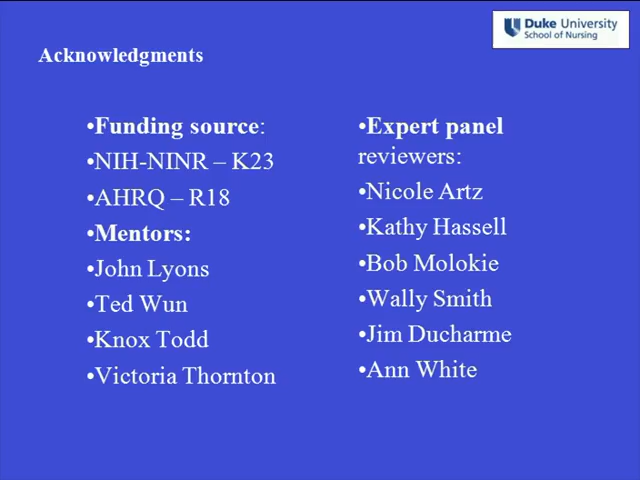 Duke University
School of Nursing
Acknowledgments
•Funding source:
•NIH-NINR – K23
•AHRQ – R18
•Mentors:
•John Lyons
•Ted Wun
•Knox Todd
•Victoria Thornton
•Expert panel
reviewers:
•Nicole Artz
•Kathy Hassell
•Bob Molokie
•Wally Smith
•Jim Ducharme
•Ann White